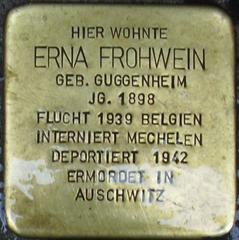 HIER WOHNTE
ERNA FROHWEIN
GEB. GUGGENHEIM
JG. 1898
FLUCHT 1939 BELGIEN
INTERNIERT MECHELEN
DEPORTIERT 1942
ERMORDET IN
AUSCHWITZ